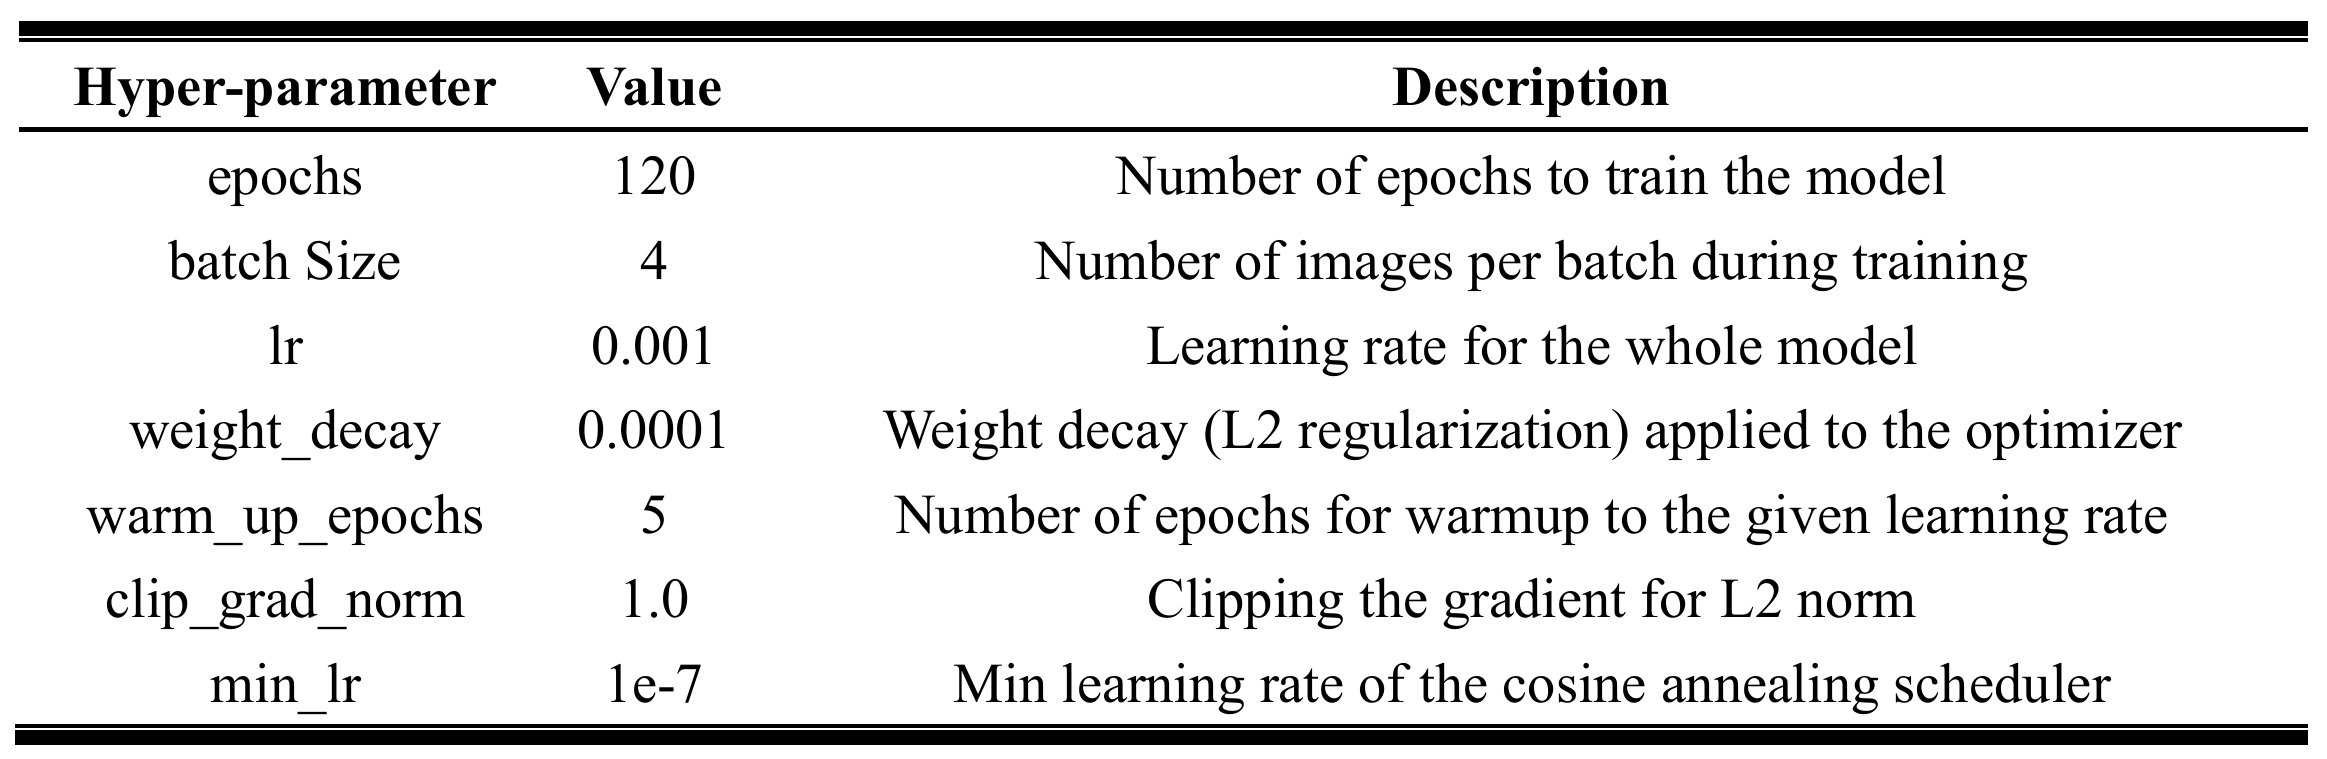 Hyper-parameter Value Description
epochs 120 Number of epochs to train the model
batch Size 4 Number of images per batch during training
lr 0.001 Learning rate for the whole model
weight_decay 0.0001 Weight decay (L2 regularization) applied to the optimizer
warm_up_epochs 5 Number of epochs for warmup to the given learning rate
clip_grad_norm 1.0 Clipping the gradient for L2 norm
min_lr 1e-7 Min learning rate of the cosine annealing scheduler